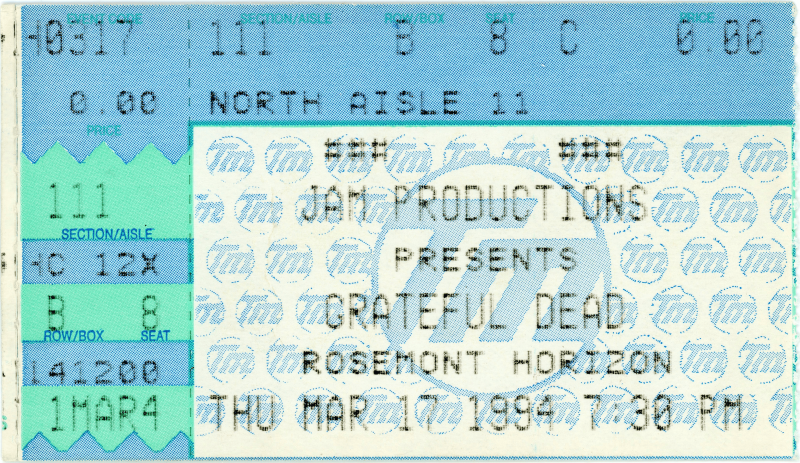 EVENT CODE SECTION/AISLE ROW/BOX SEAT PRICE
H0317 111 B 8 C 0.00
0.00 NORTH AISLE 11
PRICE
### ###
111 JAM PRODUCTIONS
SECTION/AISLE
HC 12X PRESENTS
B 8 GRATEFUL DEAD
ROW/BOX SEAT
141200 ROSEMONT HORIZON
1MAR4 THU MAR 17 1994 7:30 PM